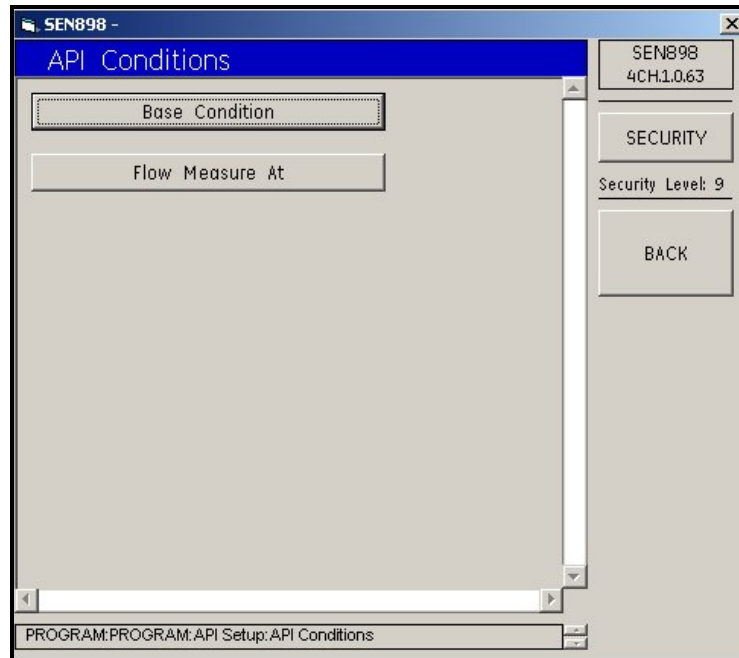 SEN898 -
API Conditions
Base Condition
Flow Measure At
SEN898
4CH.1.0.63
SECURITY
Security Level: 9
BACK
PROGRAM:PROGRAM:API Setup:API Conditions